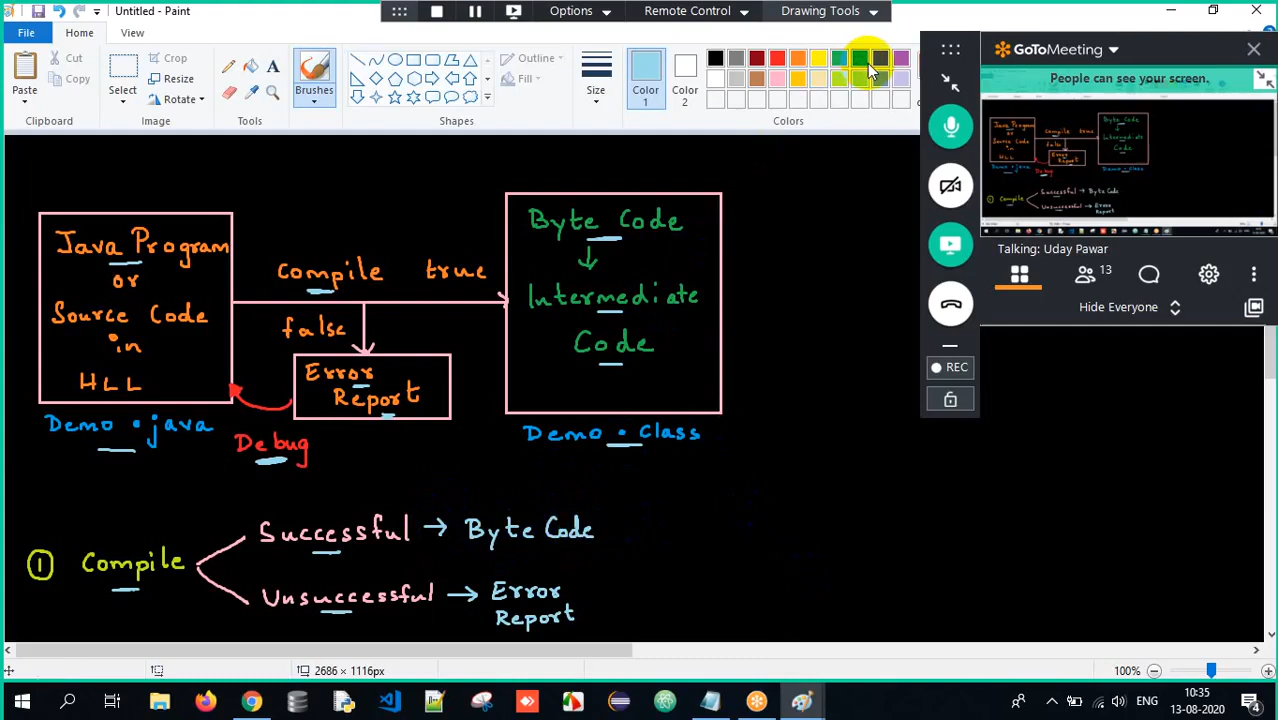 Untitled - Paint
Options
Remote Control
Drawing Tools
File
Home
View
Paste
Cut
Copy
Clipboard
Select
Crop
Resize
Rotate
Image
A
Tools
Brushes
Outline
Fill
Shapes
Size
Color 1
Color 2
Colors
GoToMeeting
People can see your screen.
Talking: Uday Pawar
13
Hide Everyone
REC
Java Program
or
Source Code
in
HLL
Demo . java
Compile true
false
Error
Report
Debug
Byte Code
↓
Intermediate
Code
Demo . Class
① Compile
Successful → Byte Code
Unsuccessful → Error
Report
2686 × 1116px
100%
ENG
10:35
13-08-2020
4